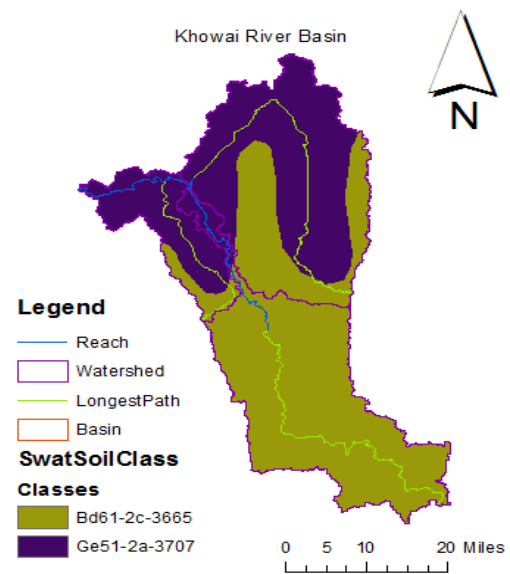 Khowai River Basin
N
Legend
Reach
Watershed
LongestPath
Basin
SwatSoilClass
Classes
Bd61-2c-3665
Ge51-2a-3707
0 5 10 20 Miles